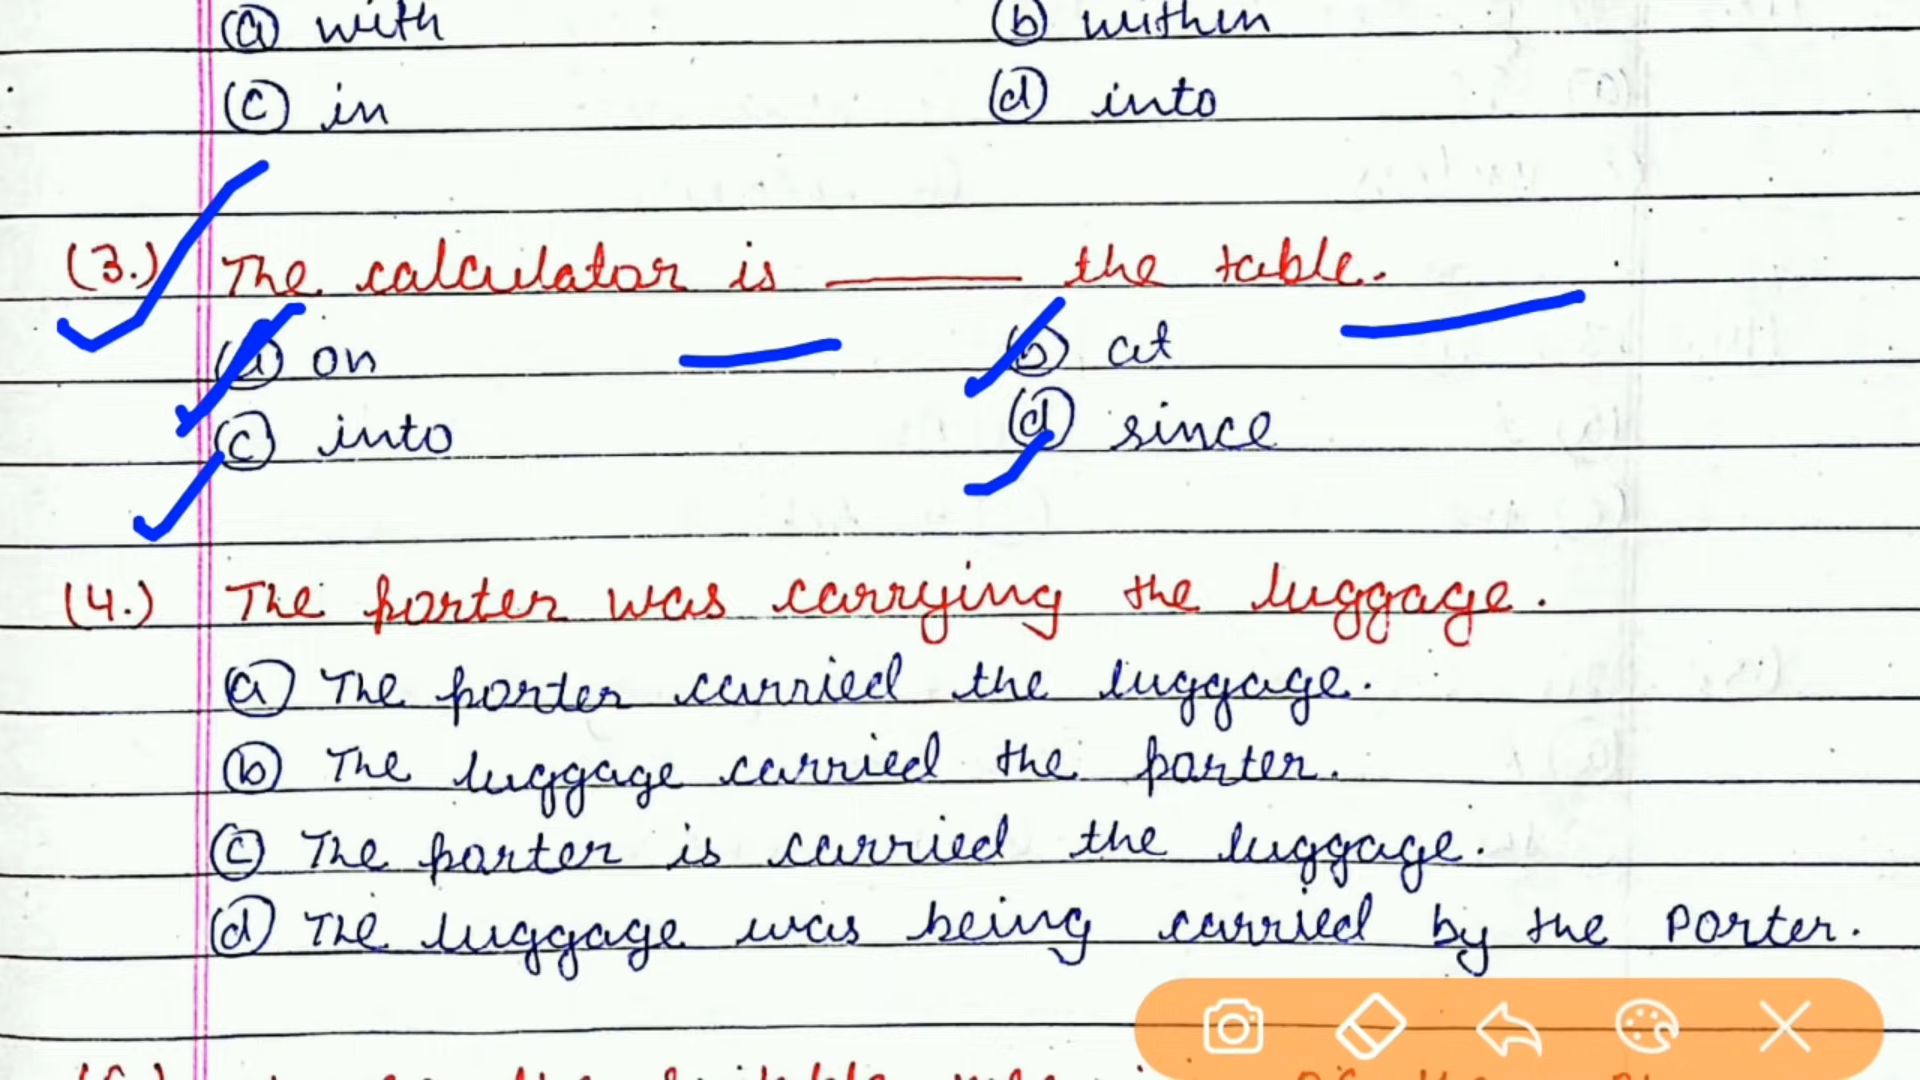 (a) with (b) within
(c) in (d) into
(3.) The calculator is ______ the table.
(a) on (b) at
(c) into (d) since
(4.) The porter was carrying the luggage.
(a) The porter carried the luggage.
(b) The luggage carried the porter.
(c) The porter is carried the luggage.
(d) The luggage was being carried by the Porter.